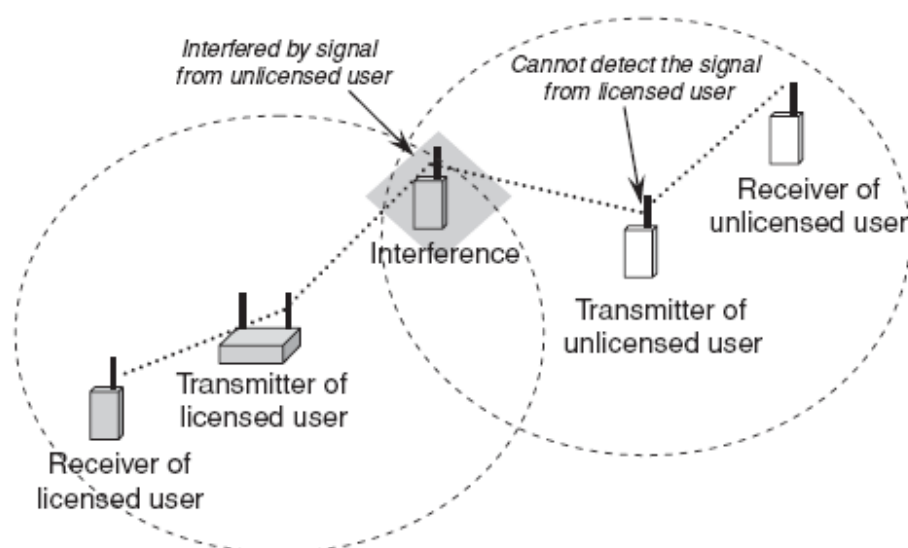 Interfered by signal
from unlicensed user
Cannot detect the signal
from licensed user
Receiver of
unlicensed user
Interference
Transmitter of
unlicensed user
Transmitter of
licensed user
Receiver of
licensed user